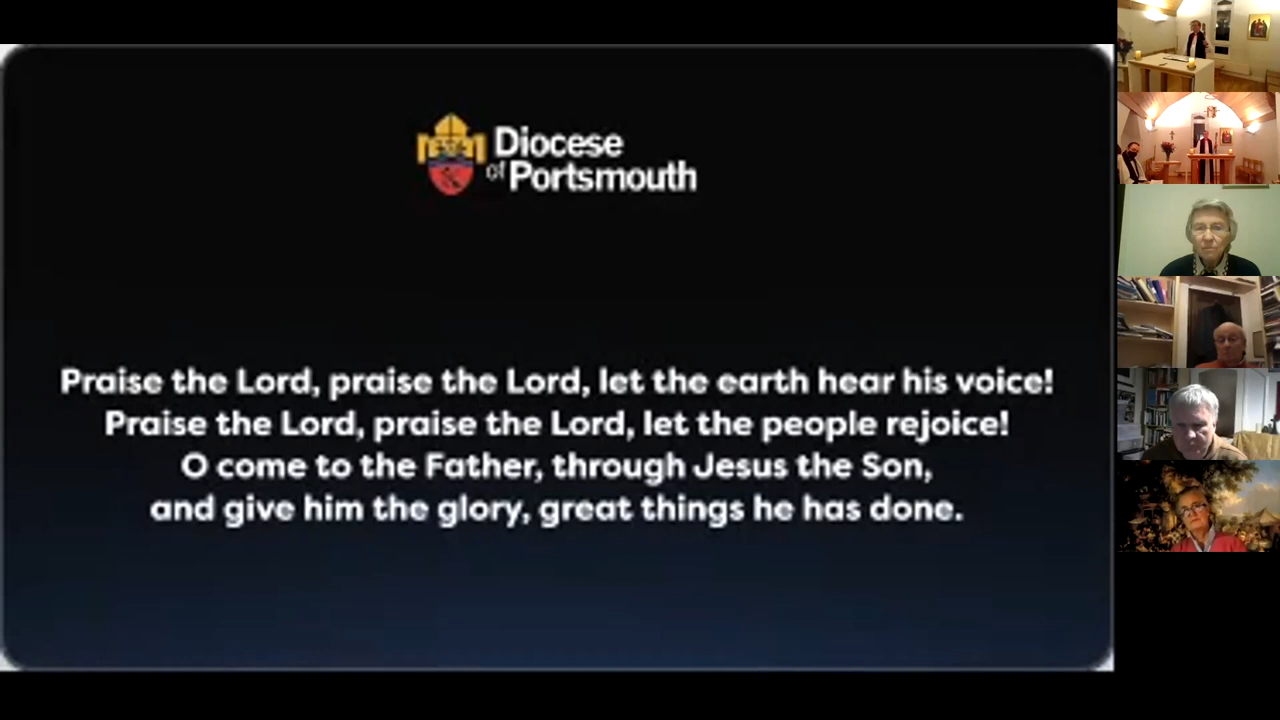 Diocese
of Portsmouth
Praise the Lord, praise the Lord, let the earth hear his voice!
Praise the Lord, praise the Lord, let the people rejoice!
O come to the Father, through Jesus the Son,
and give him the glory, great things he has done.